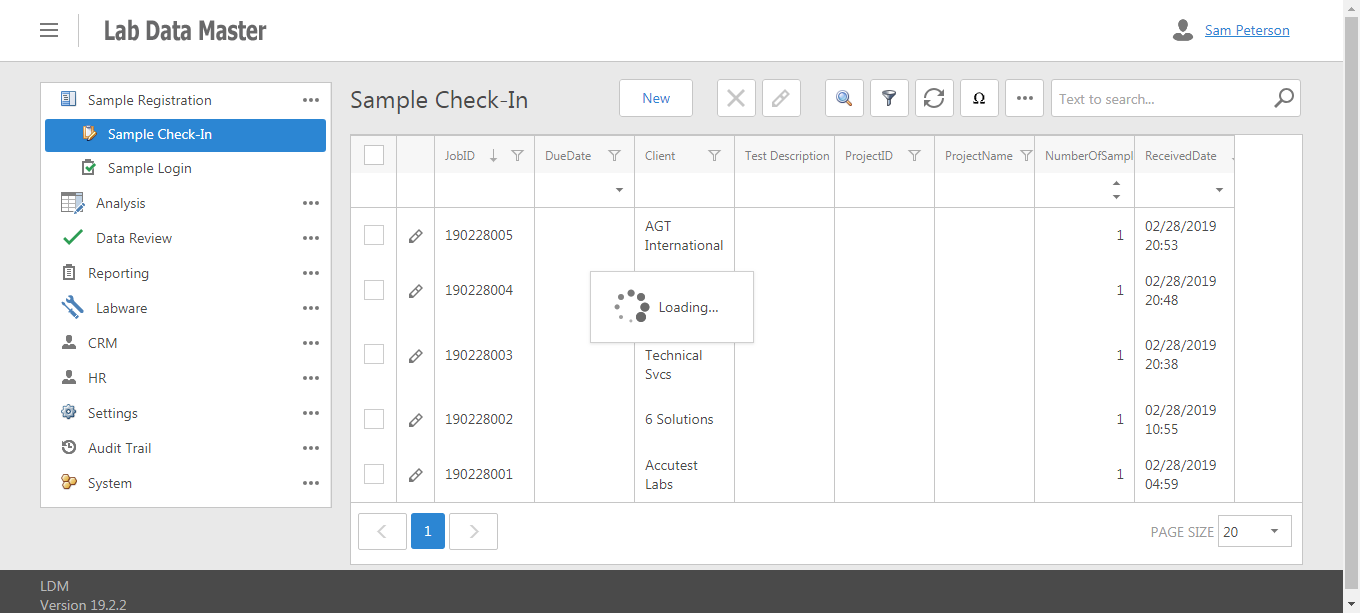 Lab Data Master
Sam Peterson
Sample Registration
Sample Check-In
Sample Login
Analysis
Data Review
Reporting
Labware
CRM
HR
Settings
Audit Trail
System
Sample Check-In
New
Ω
Text to search...
JobID DueDate Client Test Description ProjectID ProjectName NumberOfSampl ReceivedDate
190228005 AGT International 1 02/28/2019 20:53
190228004 1 02/28/2019 20:48
190228003 Technical Svcs 1 02/28/2019 20:38
190228002 6 Solutions 1 02/28/2019 10:55
190228001 Accutest Labs 1 02/28/2019 04:59
Loading...
1
PAGE SIZE 20
LDM
Version 19.2.2